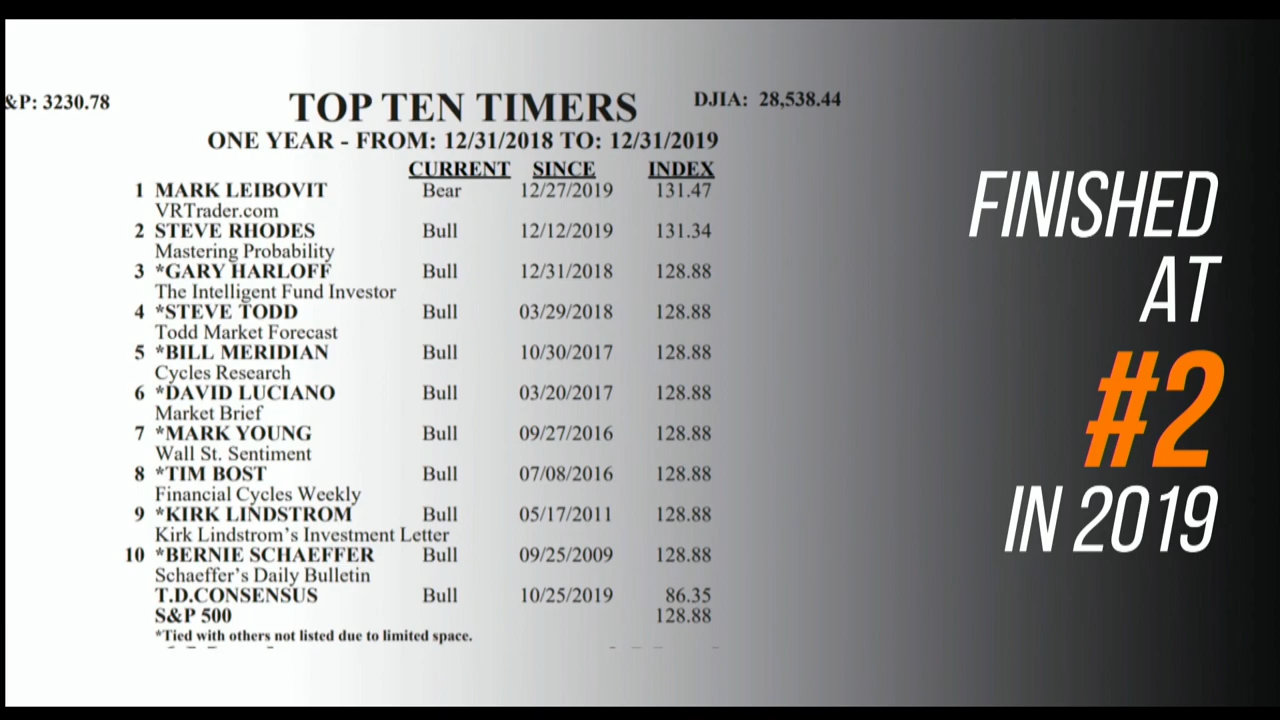 &P: 3230.78
TOP TEN TIMERS
DJIA: 28,538.44
ONE YEAR - FROM: 12/31/2018 TO: 12/31/2019
CURRENT SINCE INDEX
1 MARK LEIBOVIT Bear 12/27/2019 131.47
VRTrader.com
2 STEVE RHODES Bull 12/12/2019 131.34
Mastering Probability
3 *GARY HARLOFF Bull 12/31/2018 128.88
The Intelligent Fund Investor
4 *STEVE TODD Bull 03/29/2018 128.88
Todd Market Forecast
5 *BILL MERIDIAN Bull 10/30/2017 128.88
Cycles Research
6 *DAVID LUCIANO Bull 03/20/2017 128.88
Market Brief
7 *MARK YOUNG Bull 09/27/2016 128.88
Wall St. Sentiment
8 *TIM BOST Bull 07/08/2016 128.88
Financial Cycles Weekly
9 *KIRK LINDSTROM Bull 05/17/2011 128.88
Kirk Lindstrom's Investment Letter
10 *BERNIE SCHAEFFER Bull 09/25/2009 128.88
Schaeffer's Daily Bulletin
T.D.CONSENSUS Bull 10/25/2019 86.35
S&P 500 128.88
*Tied with others not listed due to limited space.
FINISHED
AT
#2
IN 2019